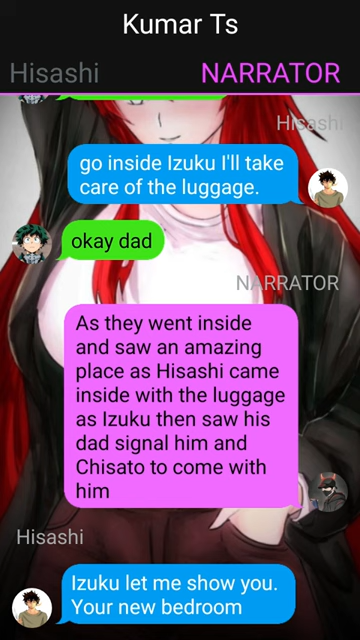 Kumar Ts
Hisashi
NARRATOR
Hisashi
go inside Izuku I'll take
care of the luggage.
okay dad
NARRATOR
As they went inside
and saw an amazing
place as Hisashi came
inside with the luggage
as Izuku then saw his
dad signal him and
Chisato to come with
him
Hisashi
Izuku let me show you.
Your new bedroom